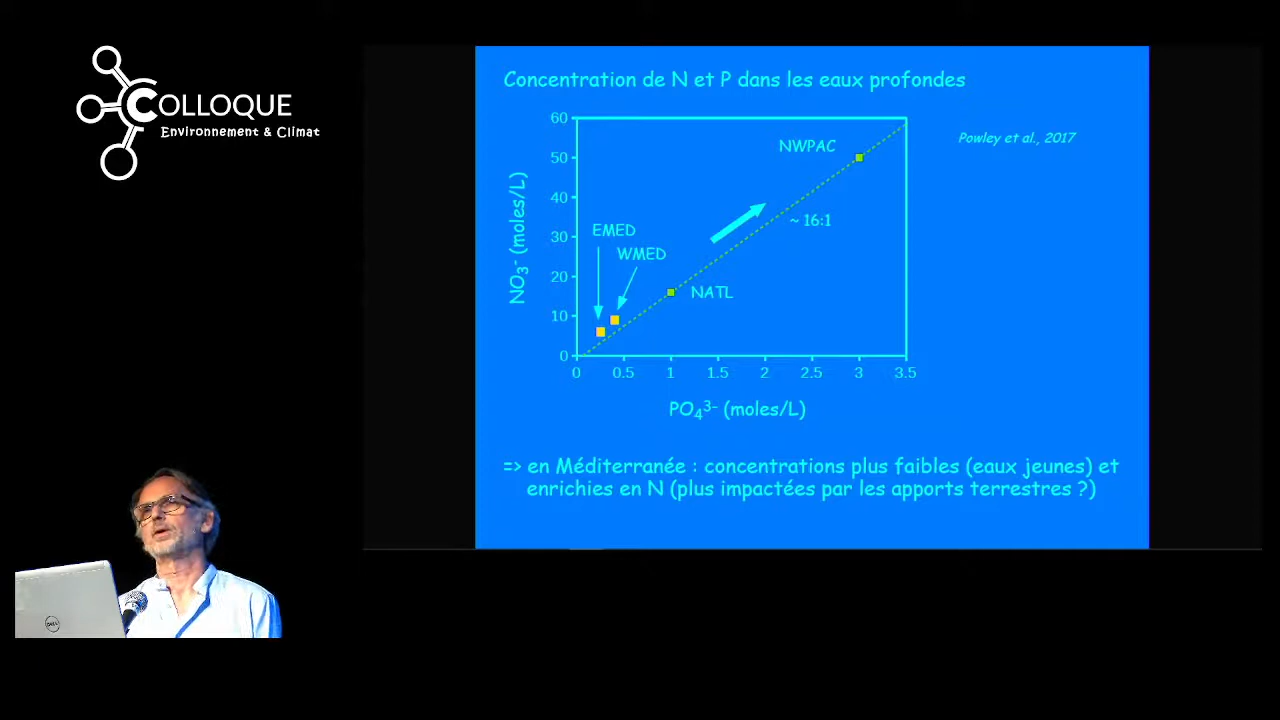 COLLOQUE
Environnement & Climat
Concentration de N et P dans les eaux profondes
Powley et al., 2017
NO₃⁻ (moles/L)
60
50
40
30
20
10
0
NWPAC
~ 16:1
EMED
WMED
NATL
0 0.5 1 1.5 2 2.5 3 3.5
PO₄³⁻ (moles/L)
=> en Méditerranée : concentrations plus faibles (eaux jeunes) et
enrichies en N (plus impactées par les apports terrestres ?)
DELL